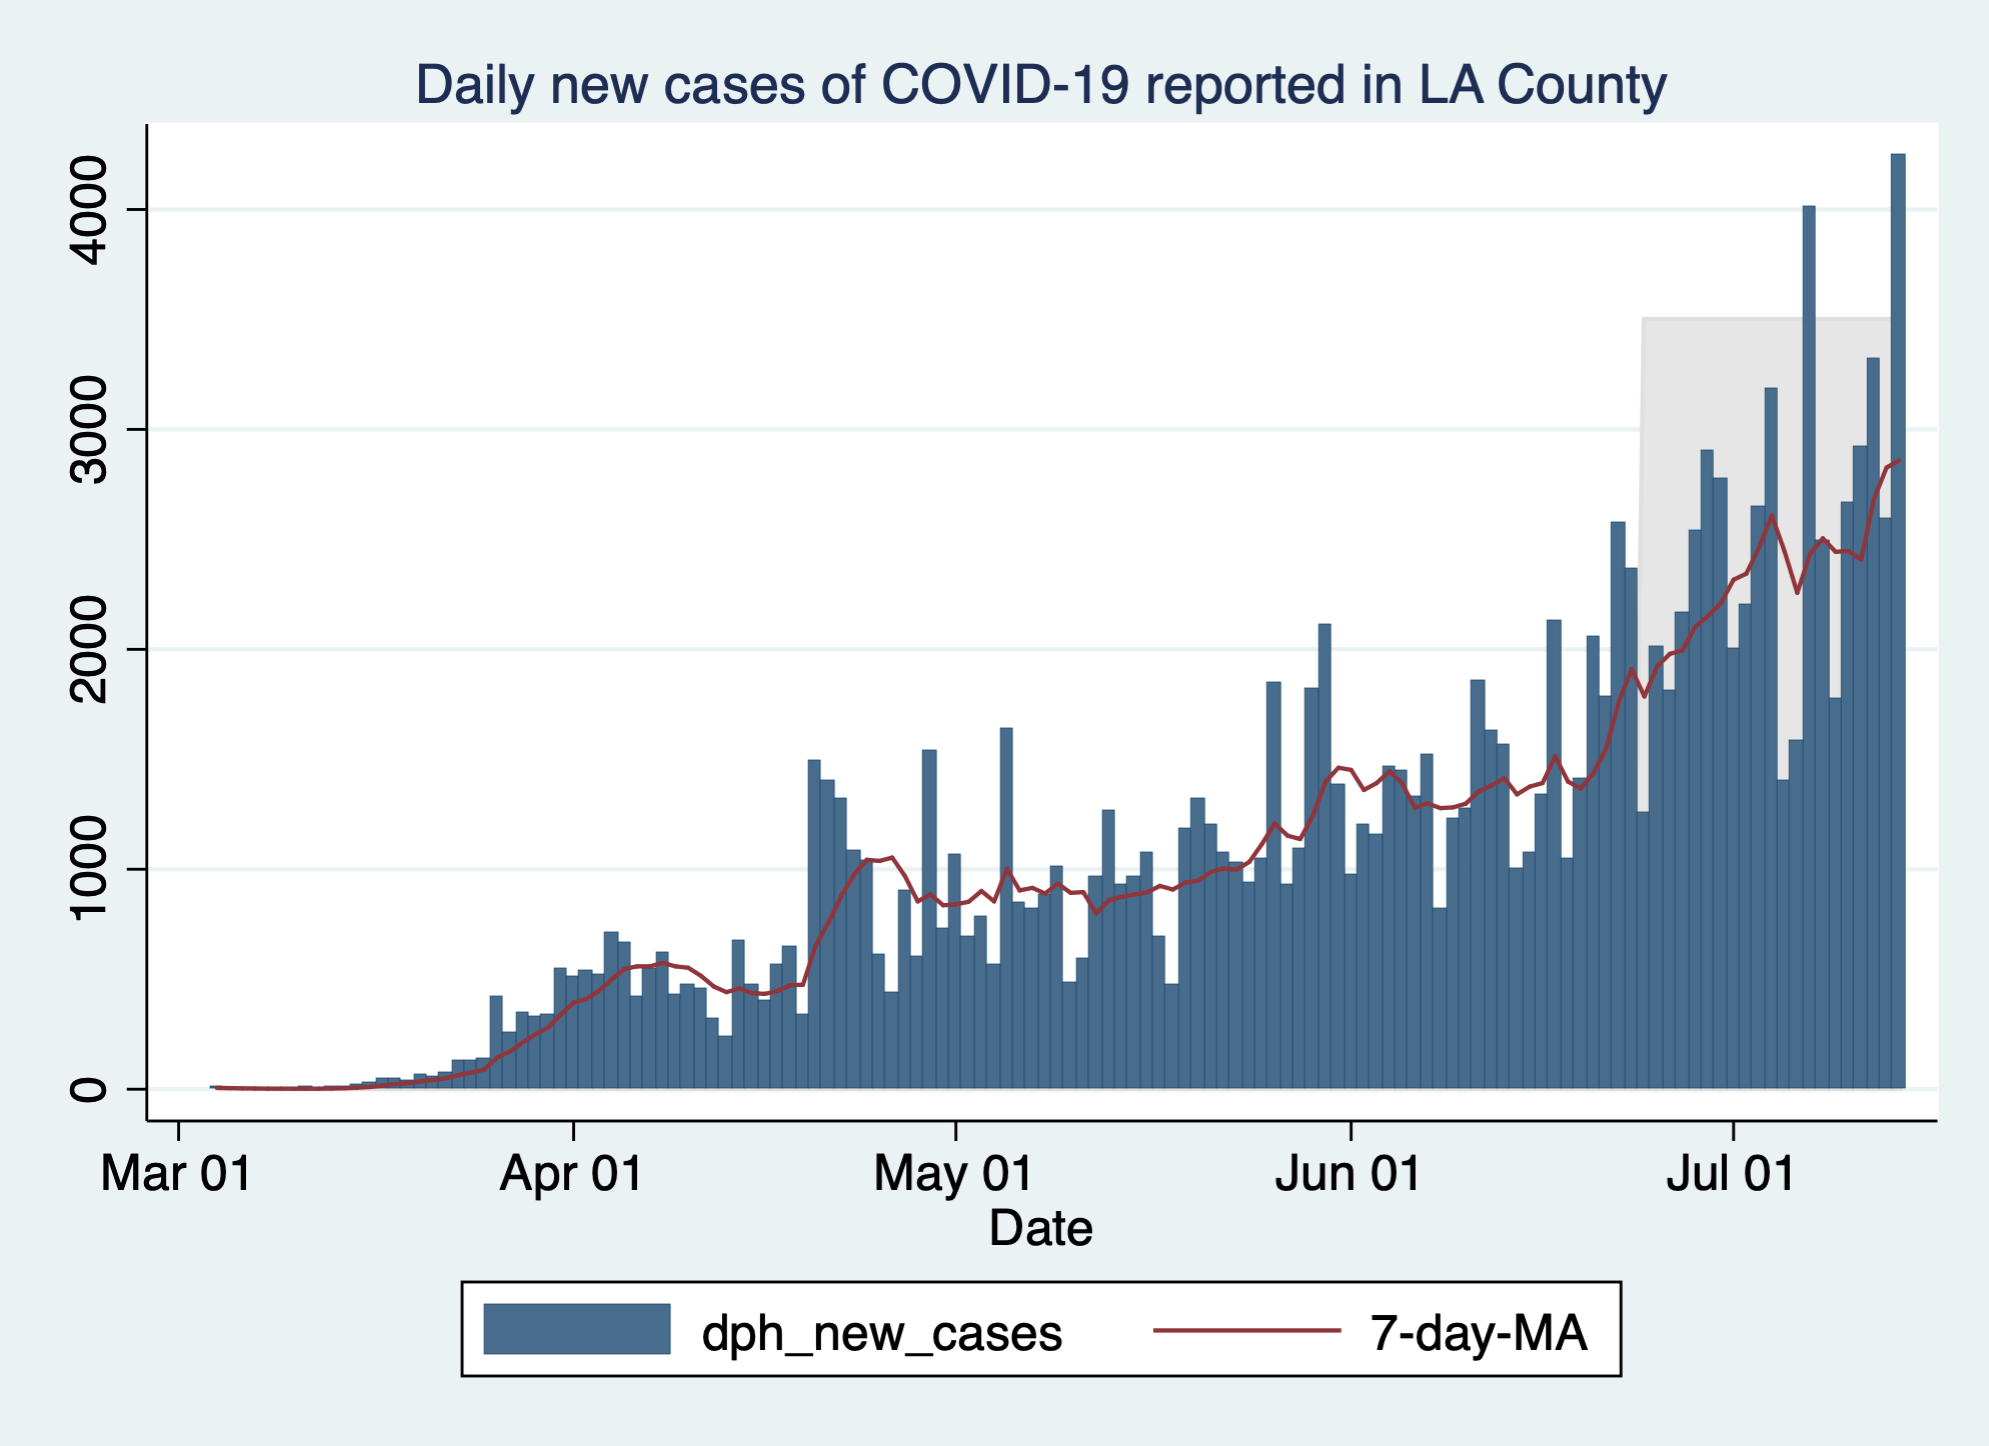 Daily new cases of COVID-19 reported in LA County
4000
3000
2000
1000
0
Mar 01 Apr 01 May 01 Jun 01 Jul 01
Date
dph_new_cases 7-day-MA